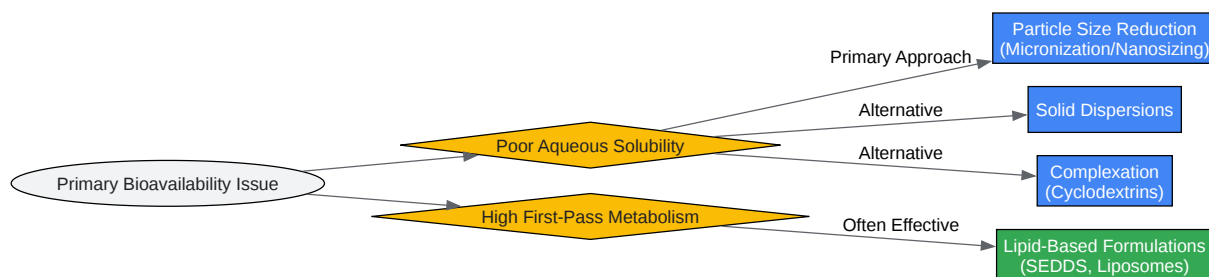 Particle Size Reduction
(Micronization/Nanosizing)
Primary Approach
Alternative
Solid Dispersions
Poor Aqueous Solubility
Alternative
Primary Bioavailability Issue
Complexation
(Cyclodextrins)
High First-Pass Metabolism
Often Effective
Lipid-Based Formulations
(SEDDS, Liposomes)